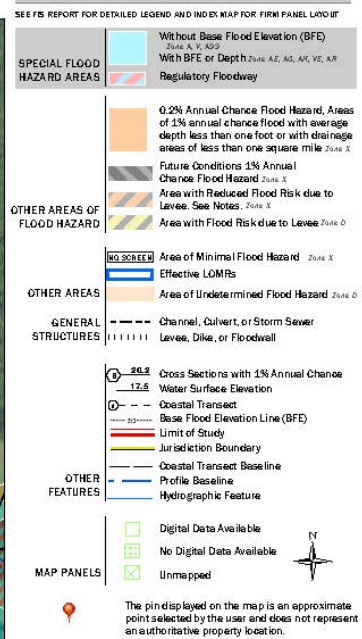 SEE FIS REPORT FOR DETAILED LEGEND AND INDEX MAP FOR FIRM PANEL LAYOUT
SPECIAL FLOOD
HAZARD AREAS
Without Base Flood Elevation (BFE)
Zone A, V, A99
With BFE or Depth Zone AE, AO, AH, VE, AR
Regulatory Floodway
OTHER AREAS OF
FLOOD HAZARD
0.2% Annual Chance Flood Hazard, Areas
of 1% annual chance flood with average
depth less than one foot or with drainage
areas of less than one square mile Zone X
Future Conditions 1% Annual
Chance Flood Hazard Zone X
Area with Reduced Flood Risk due to
Levee. See Notes. Zone X
Area with Flood Risk due to Levee Zone D
OTHER AREAS
NO SCREEN Area of Minimal Flood Hazard Zone X
Effective LOMRs
Area of Undetermined Flood Hazard Zone D
GENERAL
STRUCTURES
Channel, Culvert, or Storm Sewer
Levee, Dike, or Floodwall
OTHER
FEATURES
B 20.2 Cross Sections with 1% Annual Chance
17.5 Water Surface Elevation
Coastal Transect
513 Base Flood Elevation Line (BFE)
Limit of Study
Jurisdiction Boundary
Coastal Transect Baseline
Profile Baseline
Hydrographic Feature
MAP PANELS
Digital Data Available
No Digital Data Available
Unmapped
N
The pin displayed on the map is an approximate
point selected by the user and does not represent
an authoritative property location.